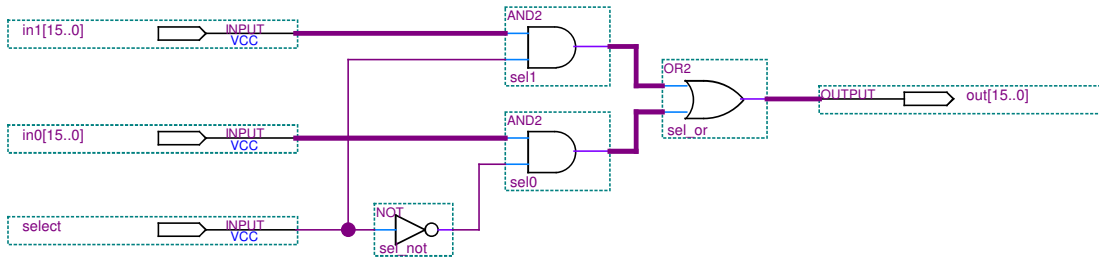 in1[15..0]
INPUT
VCC
AND2
sel1
OR2
sel_or
OUTPUT
out[15..0]
in0[15..0]
INPUT
VCC
AND2
sel0
select
INPUT
VCC
NOT
sel_not